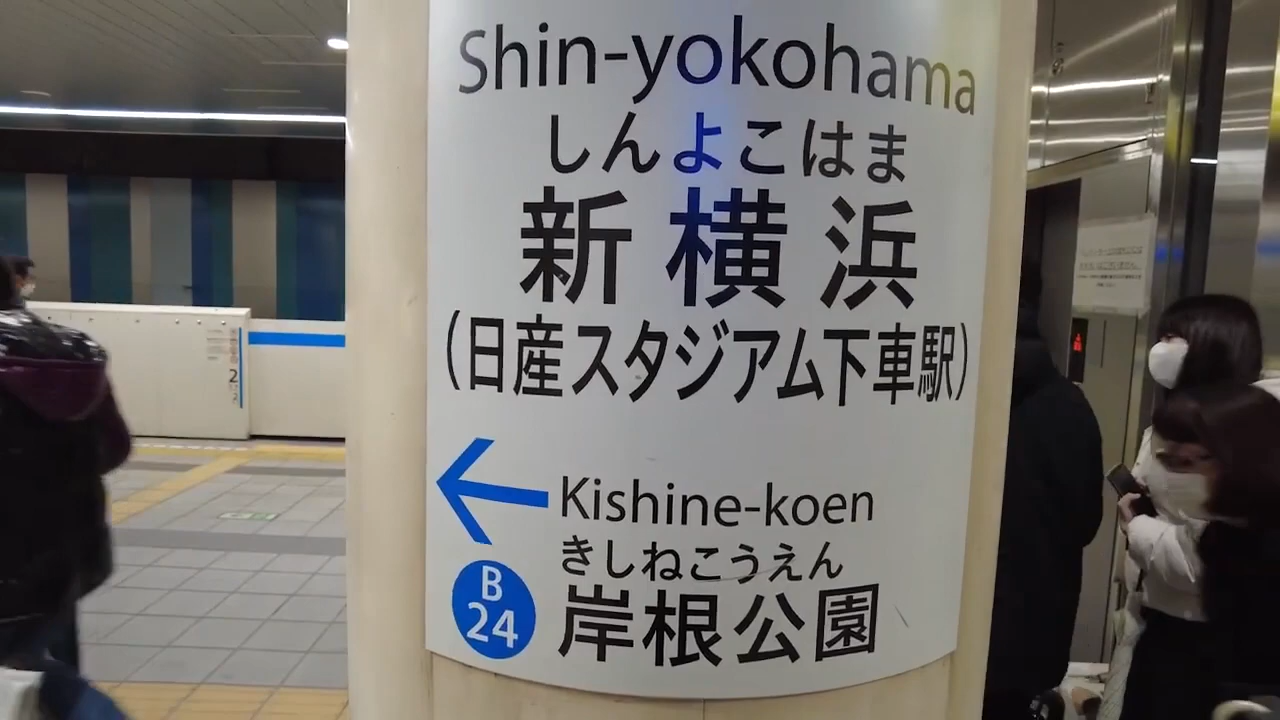 Shin-yokohama
しんよこはま
新横浜
(日産スタジアム下車駅)
Kishine-koen
きしねこうえん
B
24
岸根公園
2